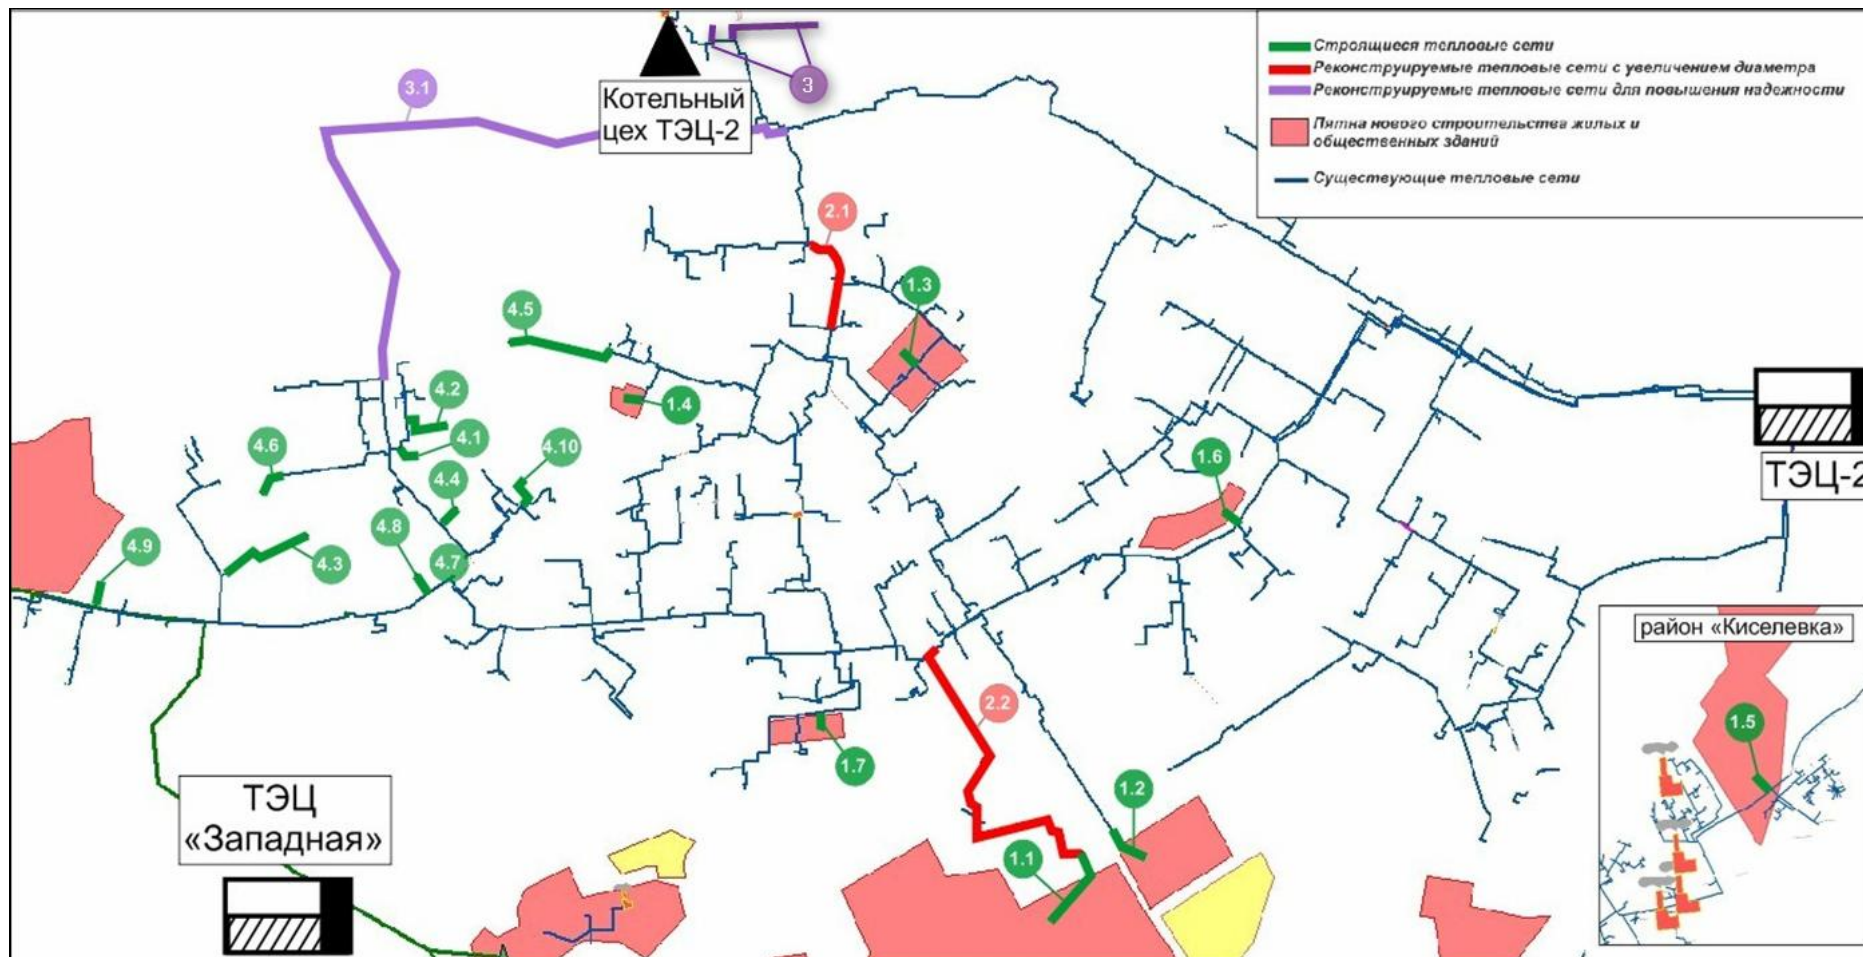 Строящиеся тепловые сети
Реконструируемые тепловые сети с увеличением диаметра
Реконструируемые тепловые сети для повышения надежности
Пятна нового строительства жилых и
общественных зданий
Существующие тепловые сети
3
3.1
Котельный
цех ТЭЦ-2
2.1
1.3
4.5
4.2
1.4
4.1
4.6
4.10
1.6
4.4
ТЭЦ-2
4.8
4.9
4.3
4.7
район «Киселевка»
2.2
1.5
1.7
1.2
ТЭЦ
«Западная»
1.1